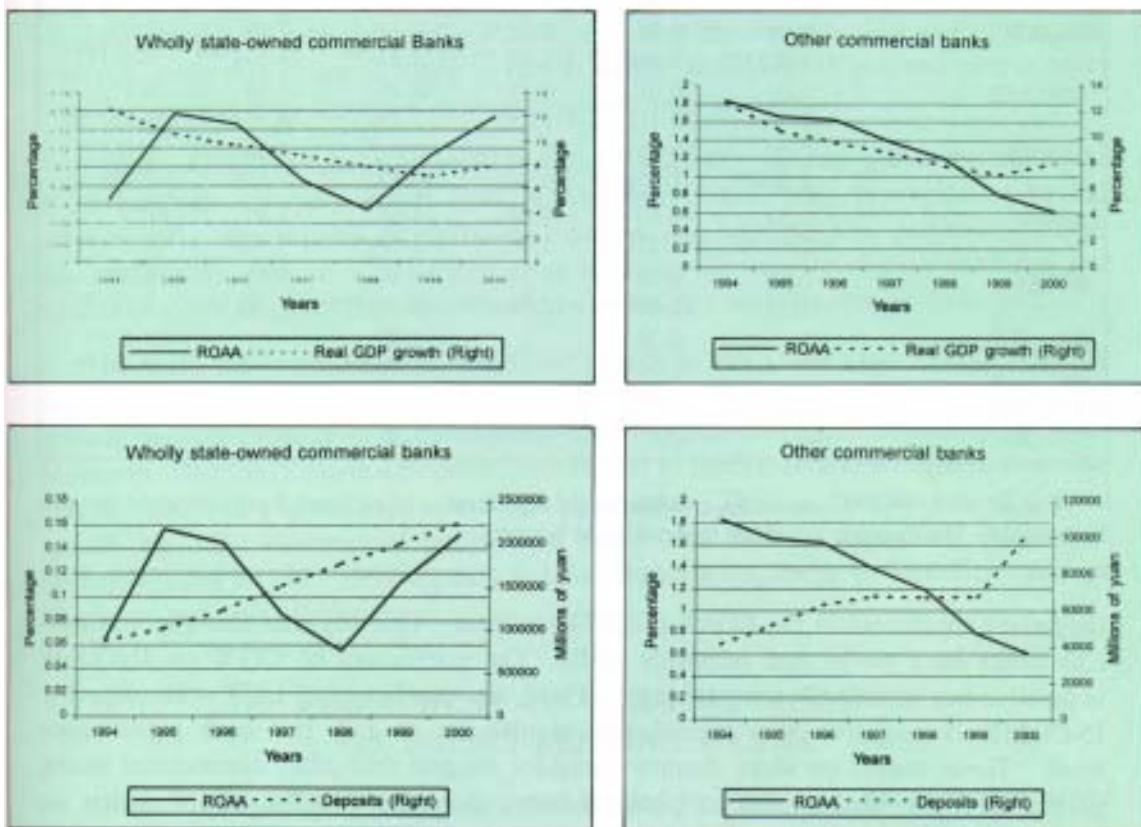 Wholly state-owned commercial Banks
Percentage
Percentage
Years
ROAA
Real GDP growth (Right)
Other commercial banks
2
1.8
1.6
1.4
1.2
1
0.8
0.6
0.4
0.2
0
14
12
10
8
6
4
2
0
Percentage
Percentage
1994 1995 1996 1997 1998 1999 2000
Years
ROAA
Real GDP growth (Right)
Wholly state-owned commercial banks
0.18
0.16
0.14
0.12
0.1
0.08
0.06
0.04
0.02
0
2500000
2000000
1500000
1000000
500000
0
Percentage
Millions of yuan
1994 1995 1996 1997 1998 1999 2000
Years
ROAA
Deposits (Right)
Other commercial banks
2
1.8
1.6
1.4
1.2
1
0.8
0.6
0.4
0.2
0
120000
100000
80000
60000
40000
20000
0
Percentage
Millions of yuan
1994 1995 1996 1997 1998 1999
Years
ROAA
Deposits (Right)